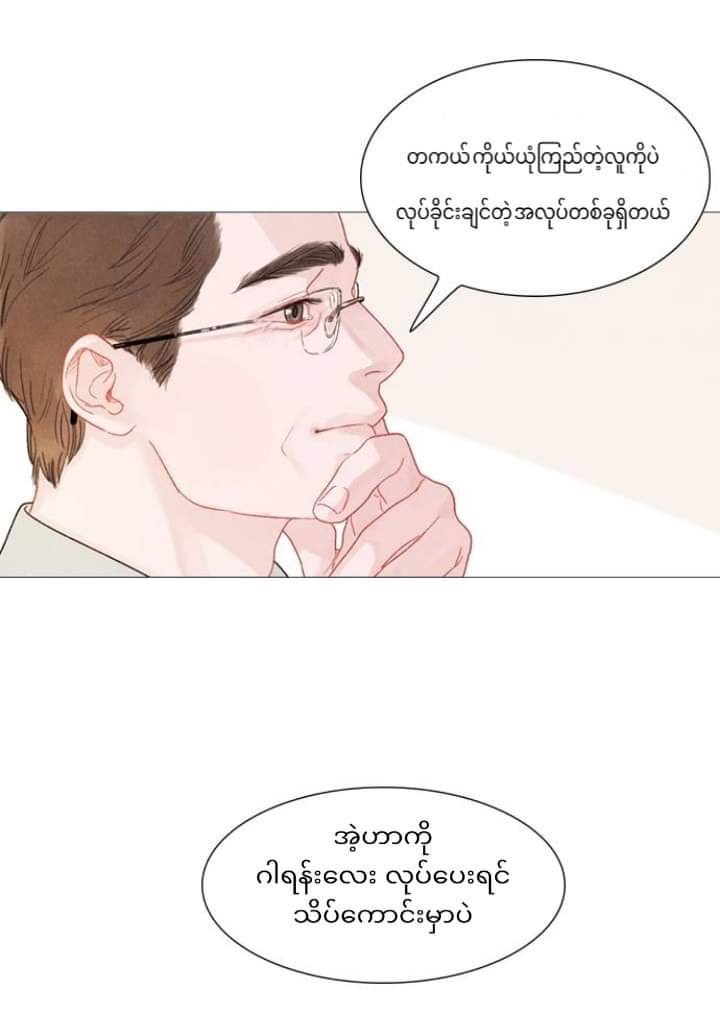 တကယ်ကိုယ်ယုံကြည်တဲ့လူကိုပဲ
လုပ်ခိုင်းချင်တဲ့အလုပ်တစ်ခုရှိတယ်
အဲ့ဟာကို
ဂါရန်းလေး လုပ်ပေးရင်
သိပ်ကောင်းမှာပဲ